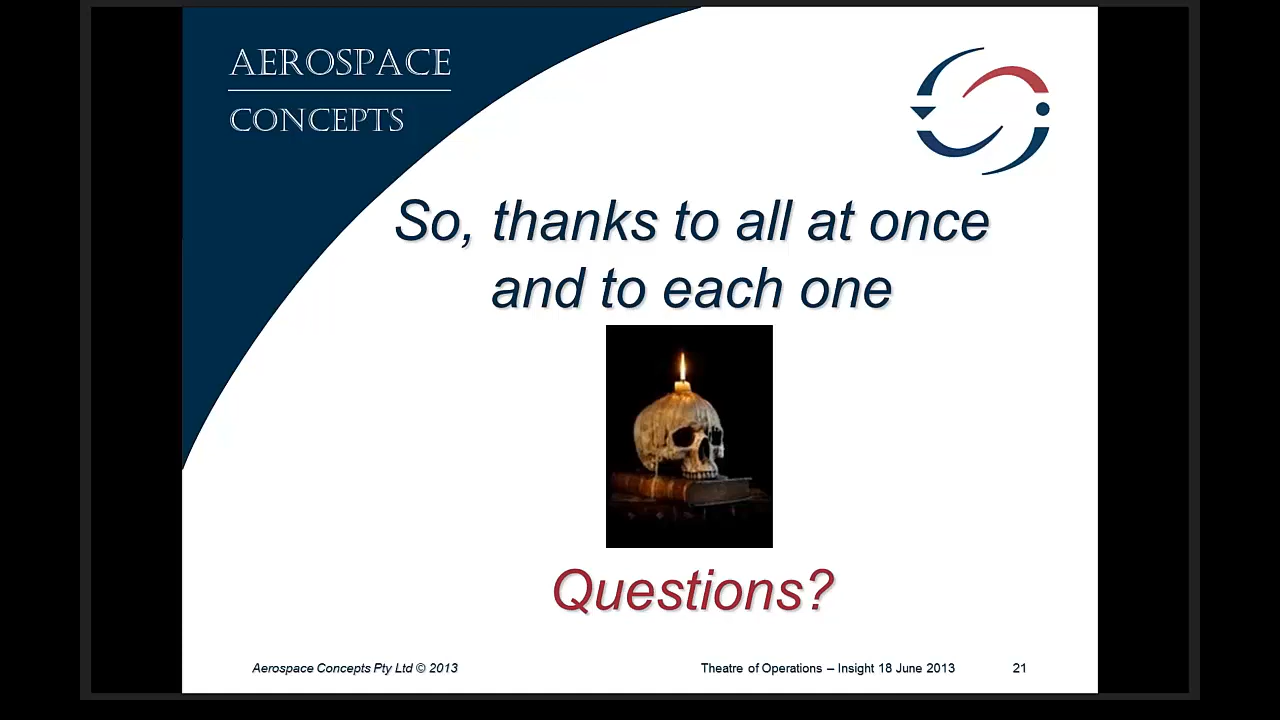 AEROSPACE
CONCEPTS
So, thanks to all at once
and to each one
Questions?
Aerospace Concepts Pty Ltd © 2013
Theatre of Operations – Insight 18 June 2013
21